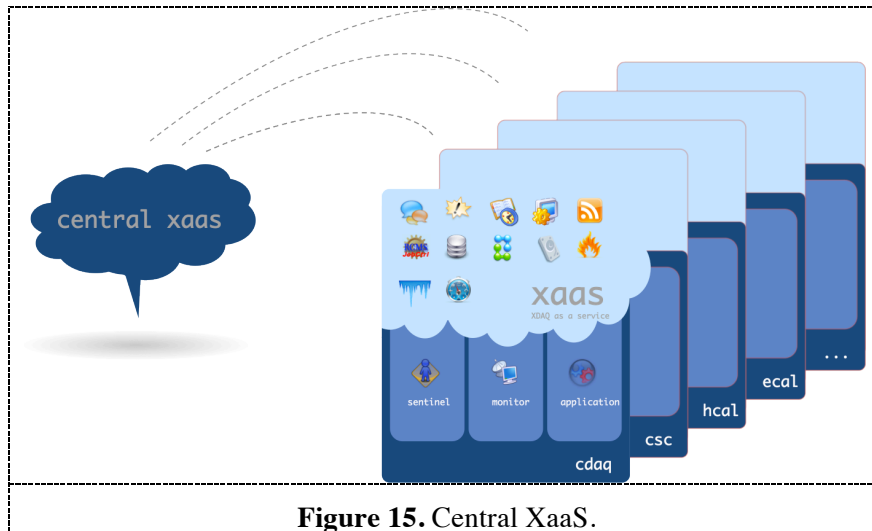 central xaas
xaas
XDAQ as a service
sentinel
monitor
application
cdaq
csc
hcal
ecal
...
Figure 15. Central XaaS.